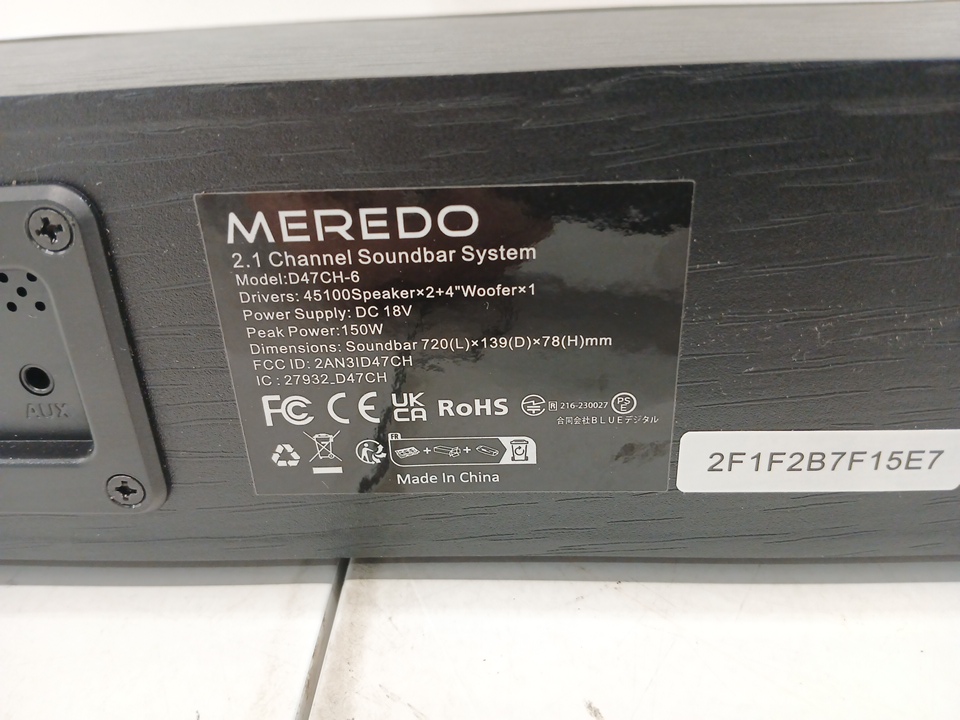 MEREDO
2.1 Channel Soundbar System
Model:D47CH-6
Drivers: 45100Speaker×2+4"Woofer×1
Power Supply: DC 18V
Peak Power:150W
Dimensions: Soundbar 720(L)×139(D)×78(H)mm
FCC ID: 2AN3ID47CH
IC : 27932_D47CH
FC CE UK CA RoHS R 216-230027 PS E
合同会社BLUEデジタル
FR
Made In China
AUX
2F1F2B7F15E7